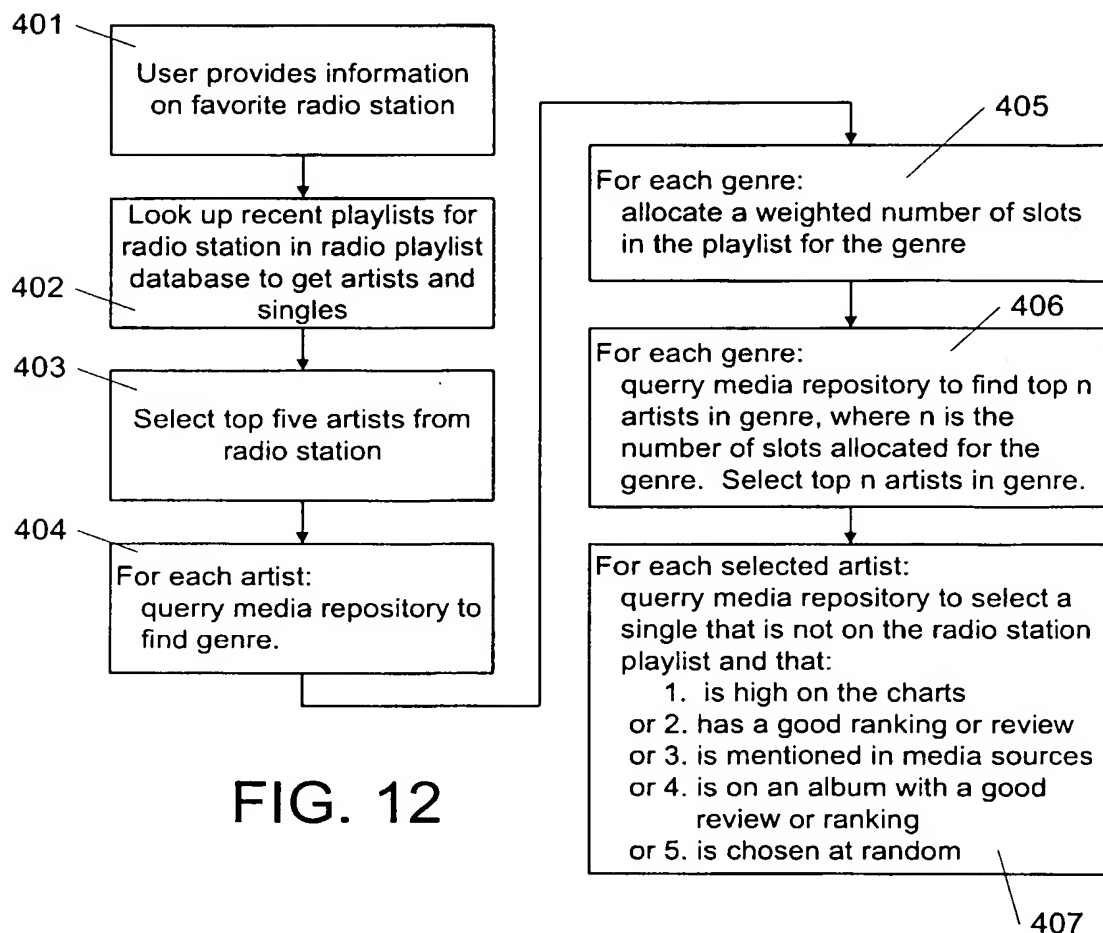 401
User provides information
on favorite radio station
Look up recent playlists for
radio station in radio playlist
database to get artists and
singles
402
403
Select top five artists from
radio station
404
For each artist:
querry media repository to
find genre.
405
For each genre:
allocate a weighted number of slots
in the playlist for the genre
406
For each genre:
querry media repository to find top n
artists in genre, where n is the
number of slots allocated for the
genre. Select top n artists in genre.
For each selected artist:
querry media repository to select a
single that is not on the radio station
playlist and that:
1. is high on the charts
or 2. has a good ranking or review
or 3. is mentioned in media sources
or 4. is on an album with a good
review or ranking
or 5. is chosen at random
407
FIG. 12